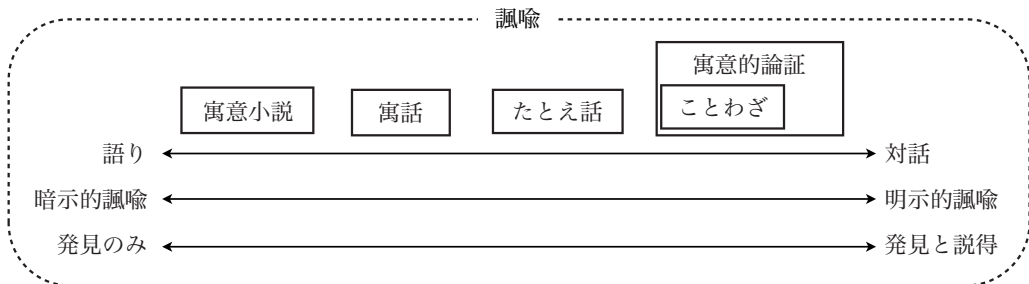 諷喩
寓意的論証
寓意小説 寓話 たとえ話 ことわざ
語り 対話
暗示的諷喩 明示的諷喩
発見のみ 発見と説得